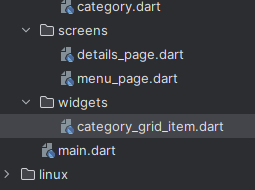 category.dart
screens
details_page.dart
menu_page.dart
widgets
category_grid_item.dart
main.dart
linux